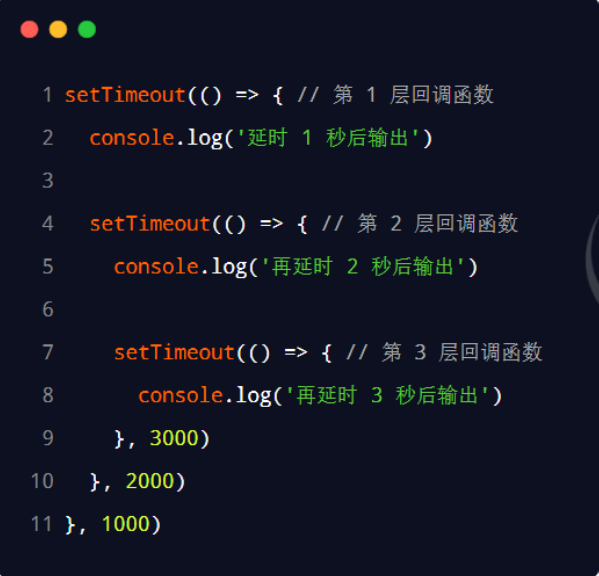 1 setTimeout(() => { // 第 1 层回调函数
2   console.log('延时 1 秒后输出')
3
4   setTimeout(() => { // 第 2 层回调函数
5     console.log('再延时 2 秒后输出')
6
7     setTimeout(() => { // 第 3 层回调函数
8       console.log('再延时 3 秒后输出')
9     }, 3000)
10   }, 2000)
11 }, 1000)